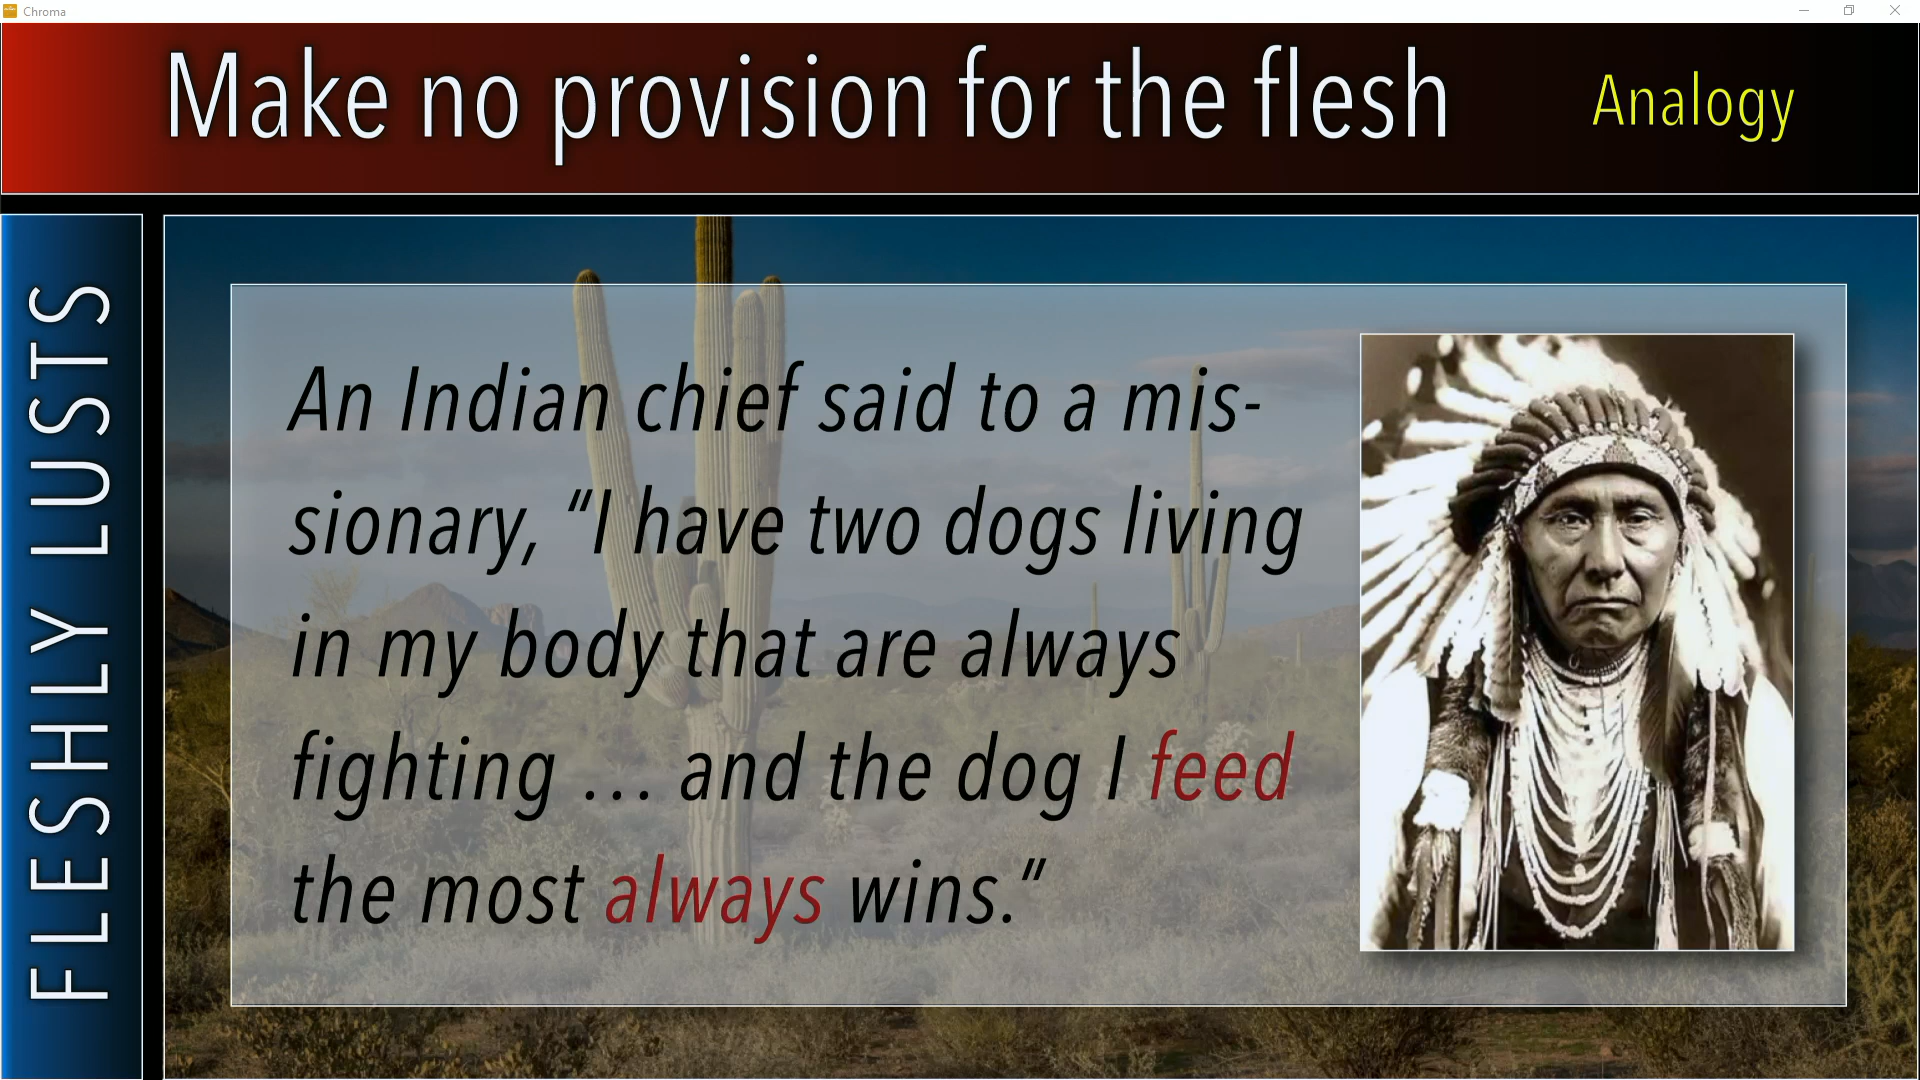 Chroma
Make no provision for the flesh
Analogy
FLESHLY LUSTS
An Indian chief said to a mis-
sionary, “I have two dogs living
in my body that are always
fighting … and the dog I feed
the most always wins.”